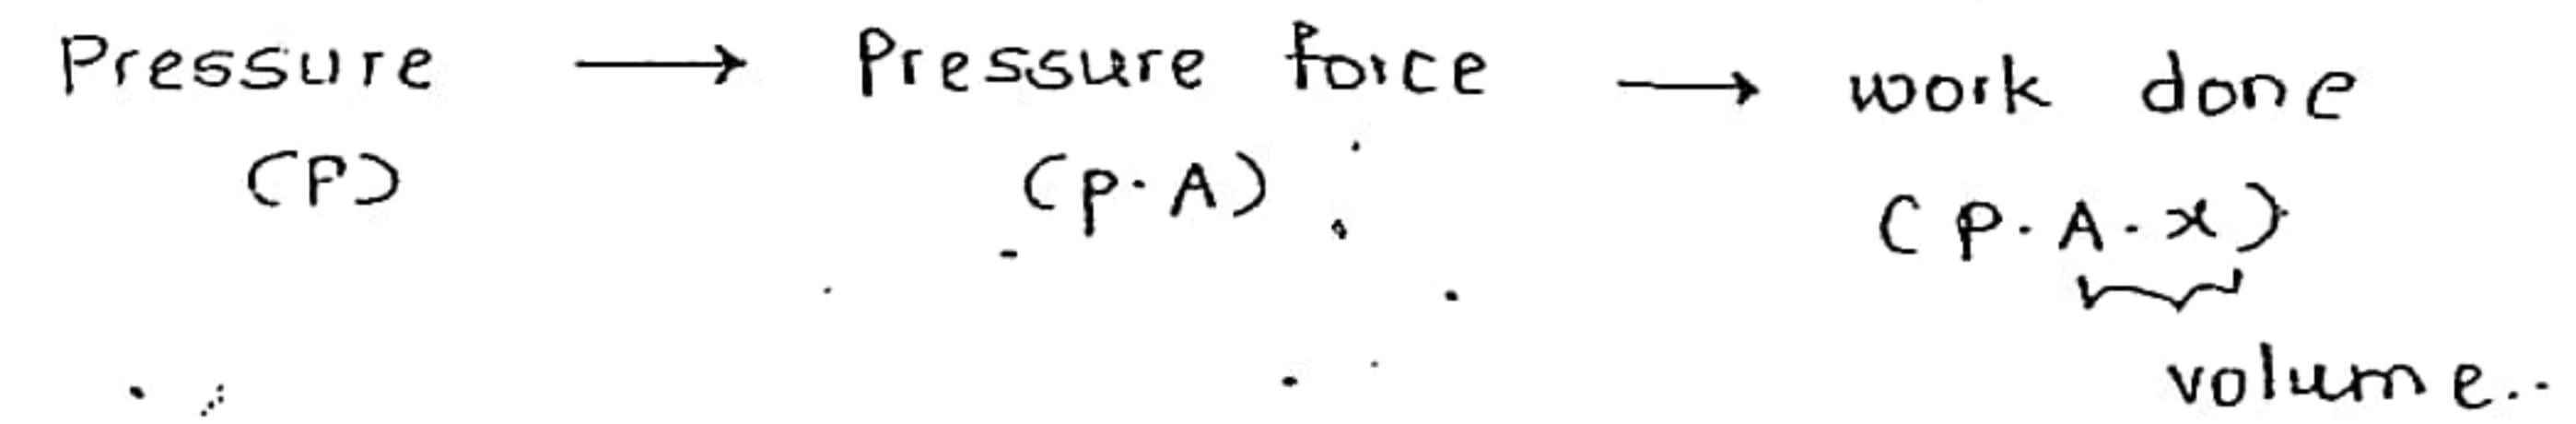 Pressure → Pressure force → work done
(P) (p. A) (P. A. x)
volume..